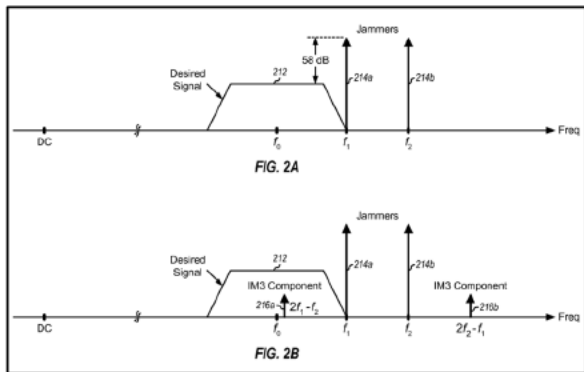 Jammers
58 dB
Desired
Signal
212
214a
214b
DC
f₀
f₁
f₂
Freq
FIG. 2A
Jammers
Desired
Signal
212
214a
214b
IM3 Component
IM3 Component
216a
2f₁ - f₂
216b
DC
f₀
f₁
f₂
2f₂ - f₁
Freq
FIG. 2B